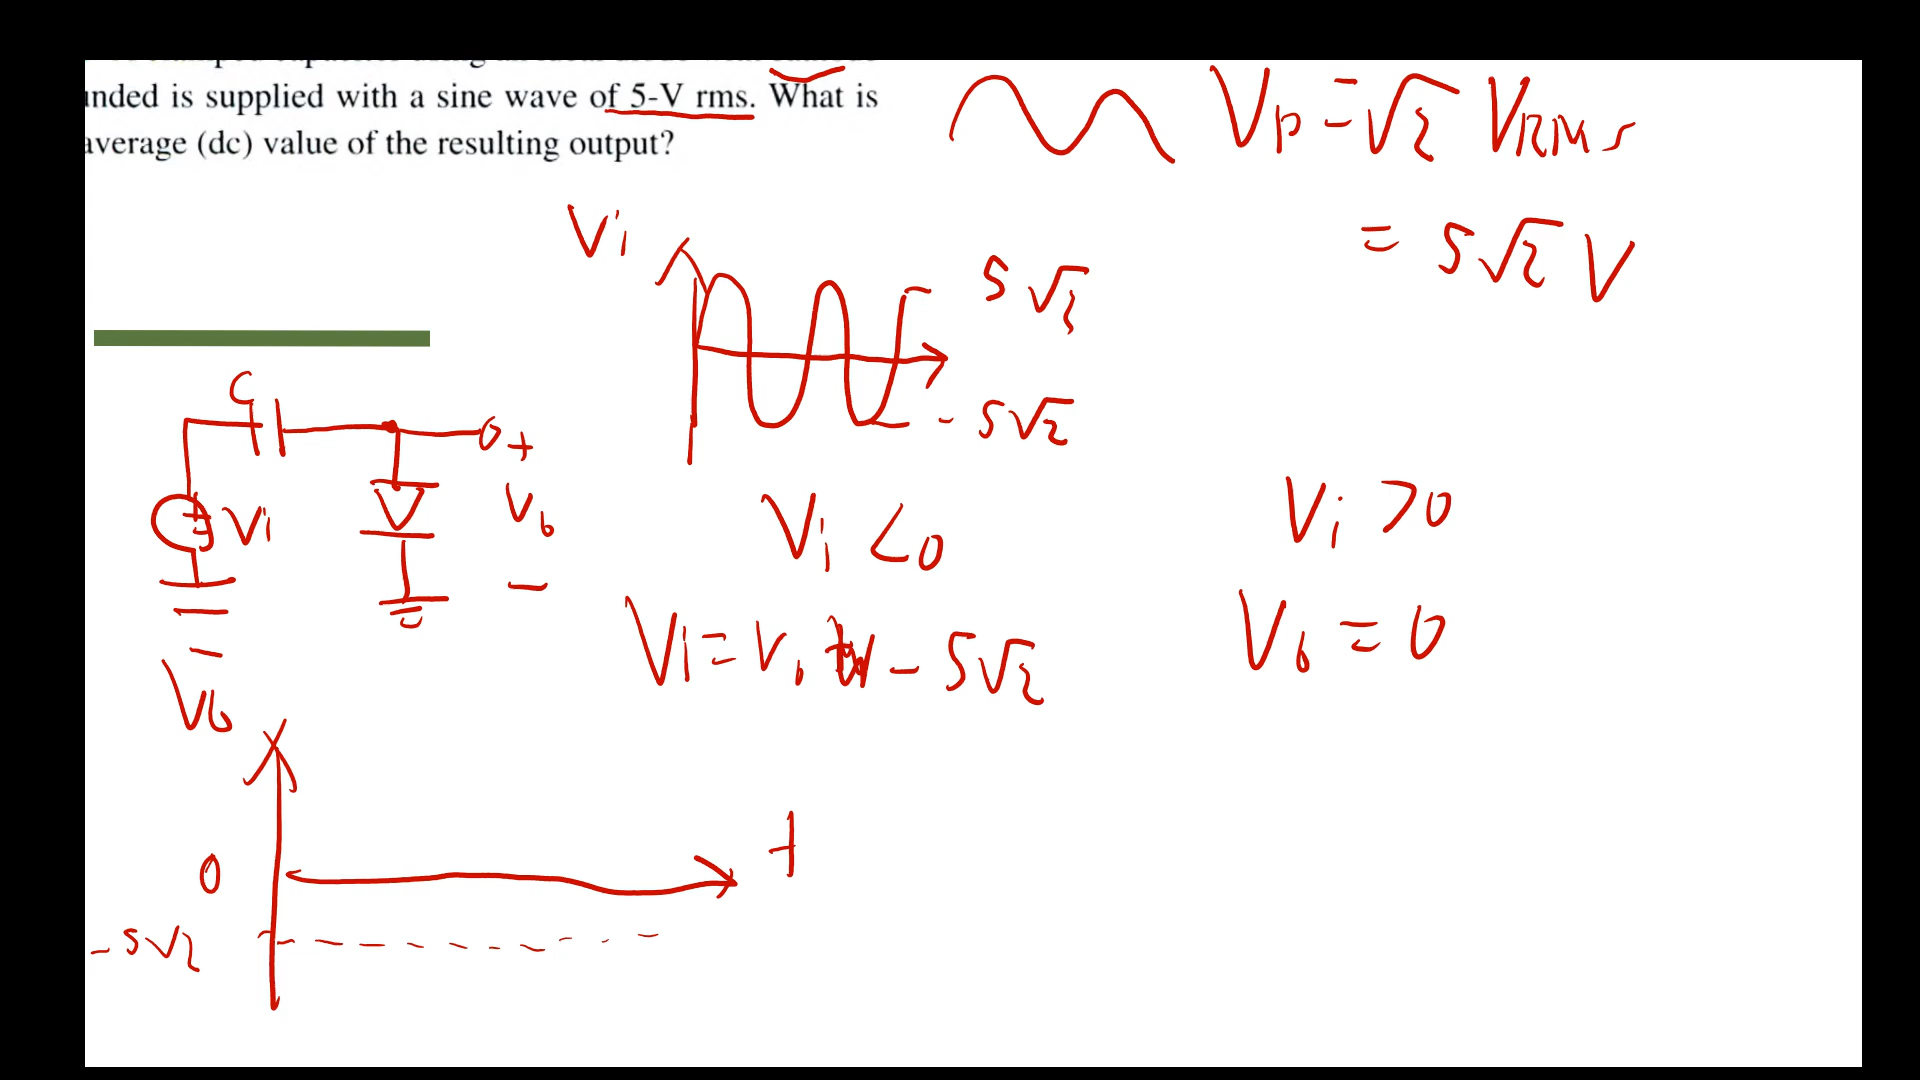 nded is supplied with a sine wave of 5-V rms. What is
average (dc) value of the resulting output?
Vp = √2 VRMS
= 5√2 V
Vi
5√2
-5√2
C
+
Vi
Vo
-
Vi <0
Vi >0
Vi = Vo - 5√2
Vo = 0
Vo
t
0
-5√2